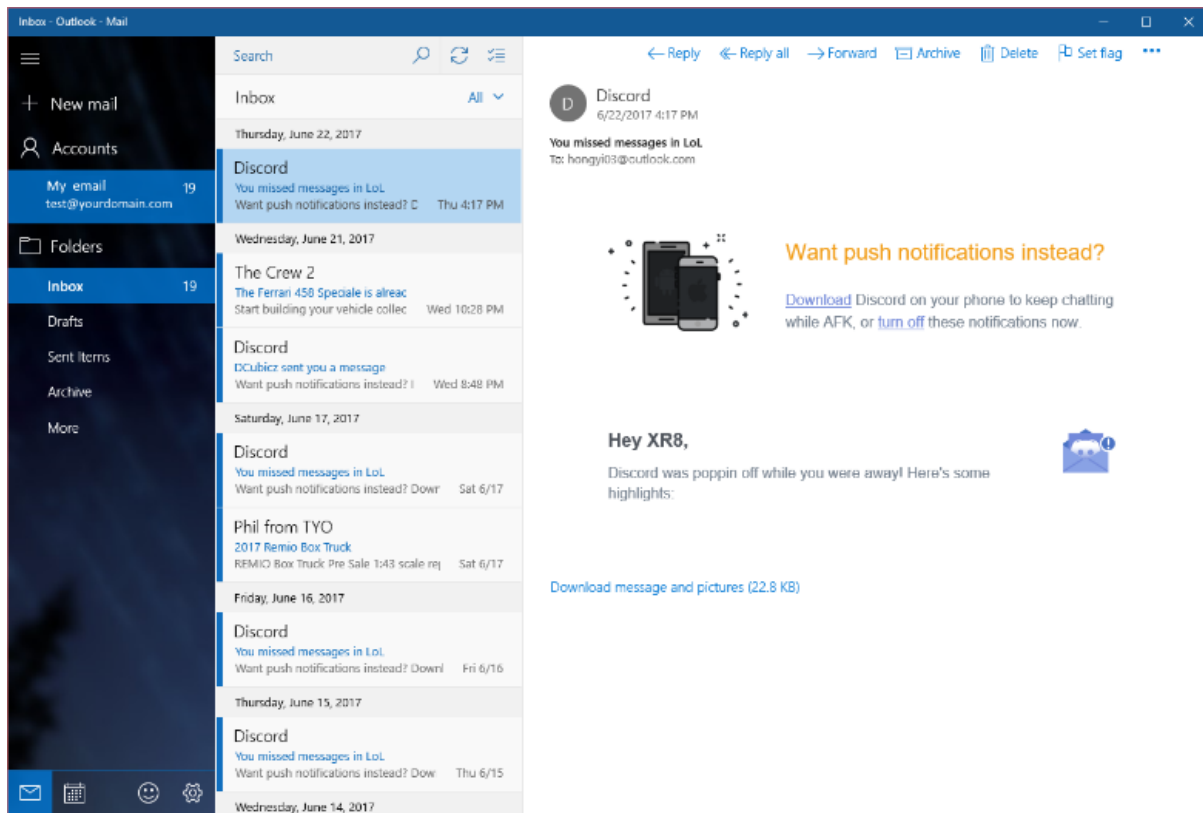 Inbox - Outlook - Mail
New mail
Accounts
My email 19
test@yourdomain.com
Folders
Inbox 19
Drafts
Sent Items
Archive
More
Search
Inbox All
Thursday, June 22, 2017
Discord
You missed messages in LoL
Want push notifications instead? D Thu 4:17 PM
Wednesday, June 21, 2017
The Crew 2
The Ferrari 458 Speciale is alreac
Start building your vehicle collec Wed 10:28 PM
Discord
DCubicz sent you a message
Want push notifications instead? I Wed 8:48 PM
Saturday, June 17, 2017
Discord
You missed messages in LoL
Want push notifications instead? Dowr Sat 6/17
Phil from TYO
2017 Remio Box Truck
REMIO Box Truck Pre Sale 1:43 scale rep Sat 6/17
Friday, June 16, 2017
Discord
You missed messages in LoL
Want push notifications instead? Downl Fri 6/16
Thursday, June 15, 2017
Discord
You missed messages in LoL
Want push notifications instead? Dow Thu 6/15
Wednesday, June 14, 2017
Reply Reply all Forward Archive Delete Set flag
D
Discord
6/22/2017 4:17 PM
You missed messages in LoL
To: hongyi03@outlook.com
Want push notifications instead?
Download Discord on your phone to keep chatting
while AFK, or turn off these notifications now.
Hey XR8,
Discord was poppin off while you were away! Here's some
highlights:
Download message and pictures (22.8 KB)